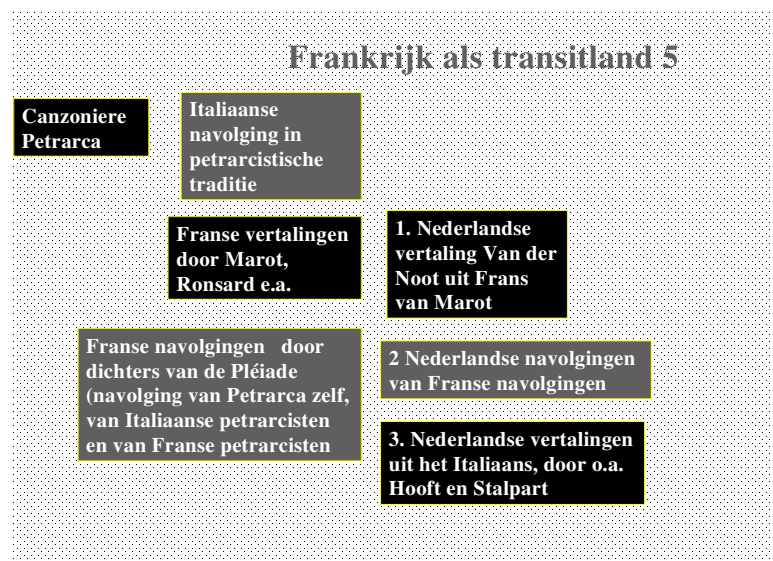 Frankrijk als transitland 5
Canzoniere
Petrarca
Italiaanse
navolging in
petrarcistische
traditie
Franse vertalingen
door Marot,
Ronsard e.a.
1. Nederlandse
vertaling Van der
Noot uit Frans
van Marot
Franse navolgingen door
dichters van de Pléiade
(navolging van Petrarca zelf,
van Italiaanse petrarcisten
en van Franse petrarcisten
2 Nederlandse navolgingen
van Franse navolgingen
3. Nederlandse vertalingen
uit het Italiaans, door o.a.
Hooft en Stalpart